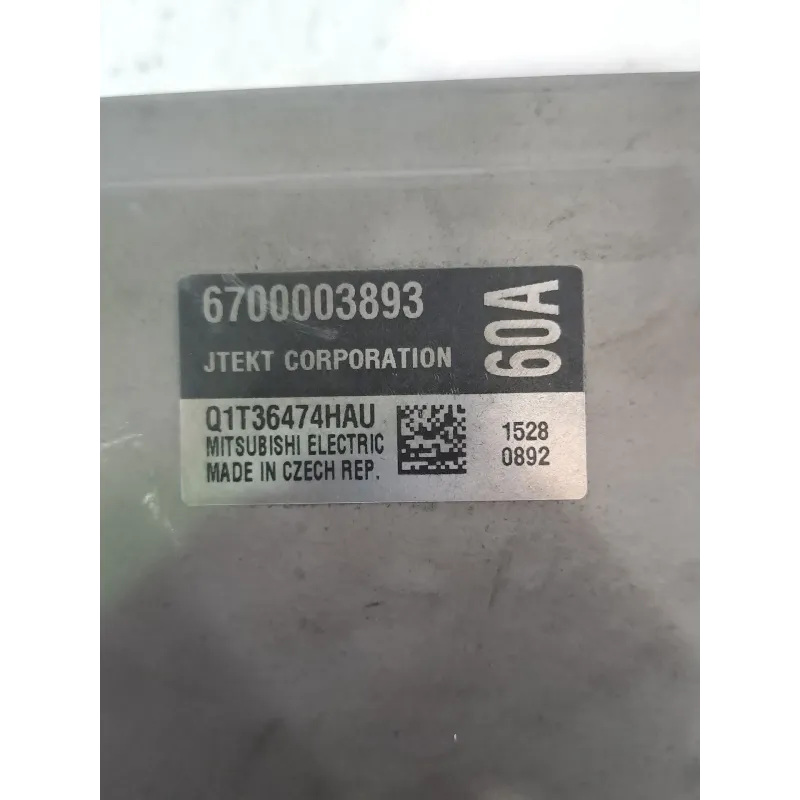 6700003893
60A
JTEKT CORPORATION
Q1T36474HAU
MITSUBISHI ELECTRIC
MADE IN CZECH REP.
1528
0892